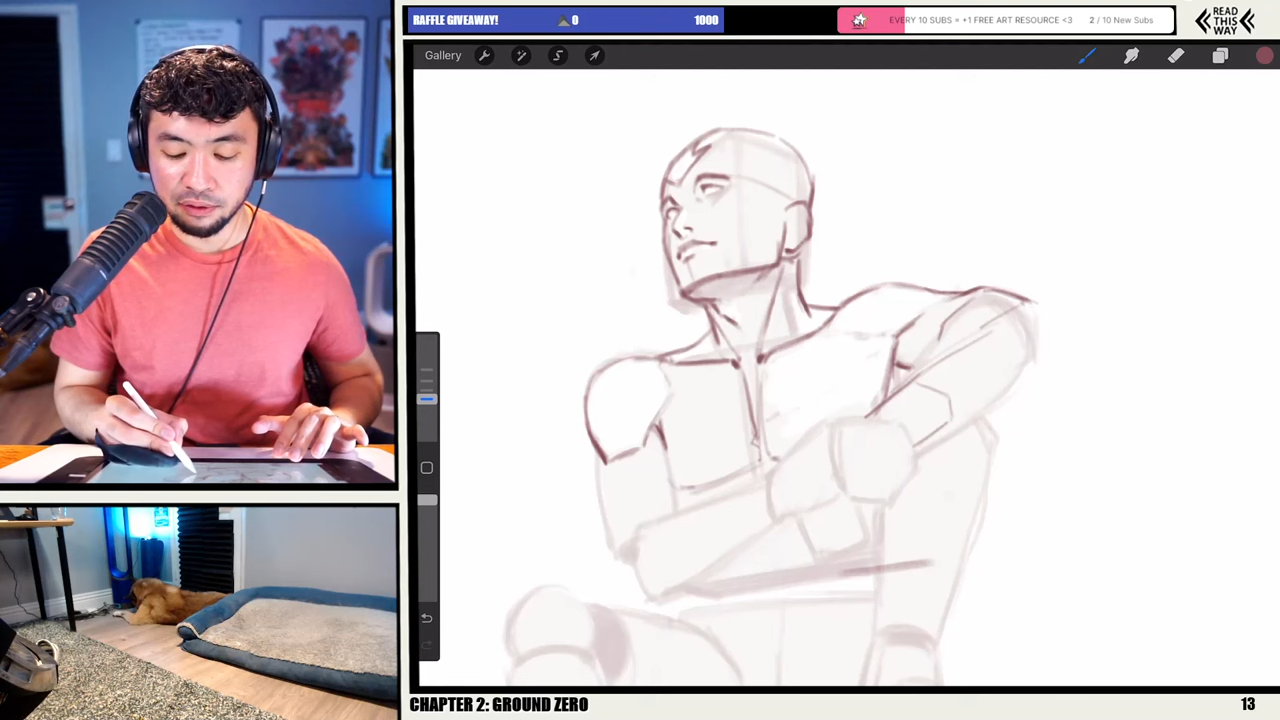 RAFFLE GIVEAWAY! 0 1000
EVERY 10 SUBS = +1 FREE ART RESOURCE <3 2 / 10 New Subs
READ
THIS
WAY
Gallery
CHAPTER 2: GROUND ZERO 13